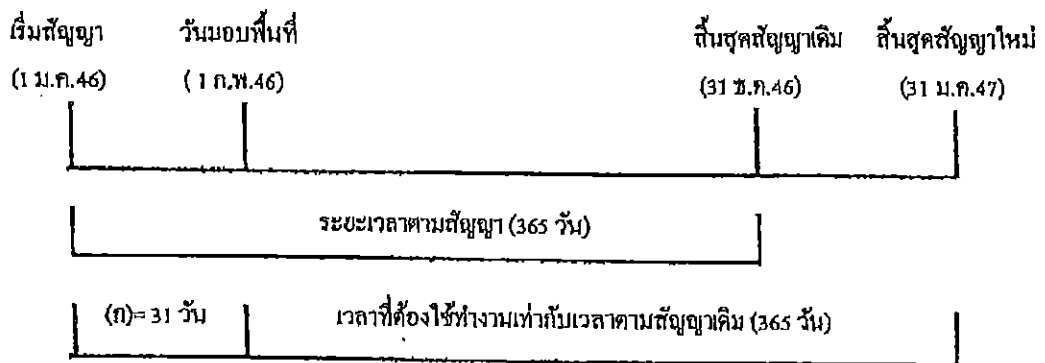 เริ่มสัญญา วันมอบพื้นที่ สิ้นสุดสัญญาเดิม สิ้นสุดสัญญาใหม่
(1 ม.ค.46) ( 1 ก.พ.46) (31 ธ.ค.46) (31 ม.ค.47)
ระยะเวลาตามสัญญา (365 วัน)
(ก)= 31 วัน เวลาที่ต้องใช้ทำงานเท่ากับเวลาตามสัญญาเดิม (365 วัน)